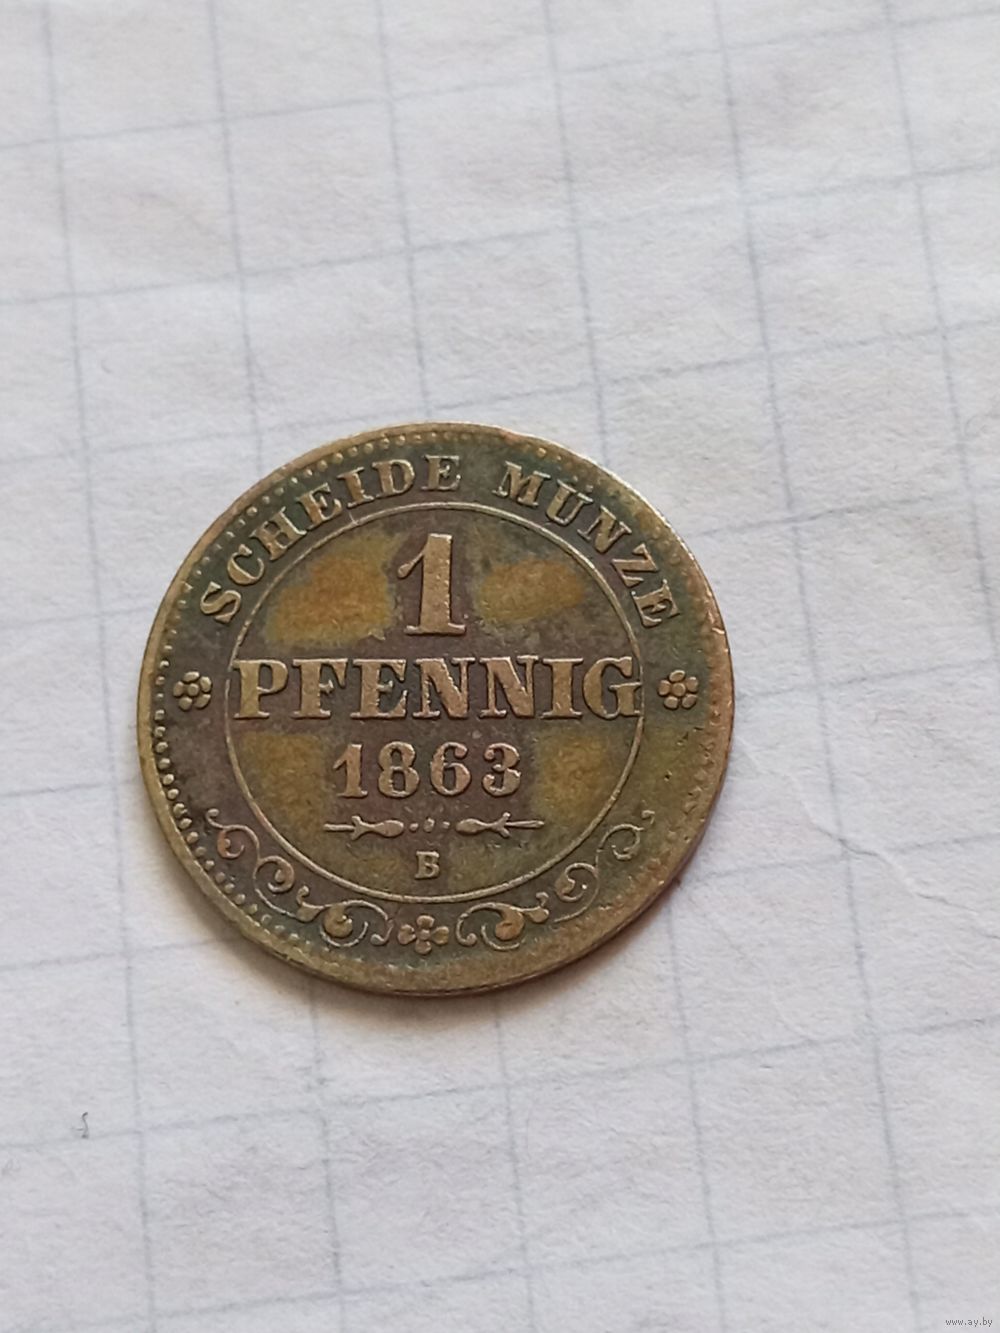 SCHEIDE MÜNZE
1
PFENNIG
1863
B
www.ay.by